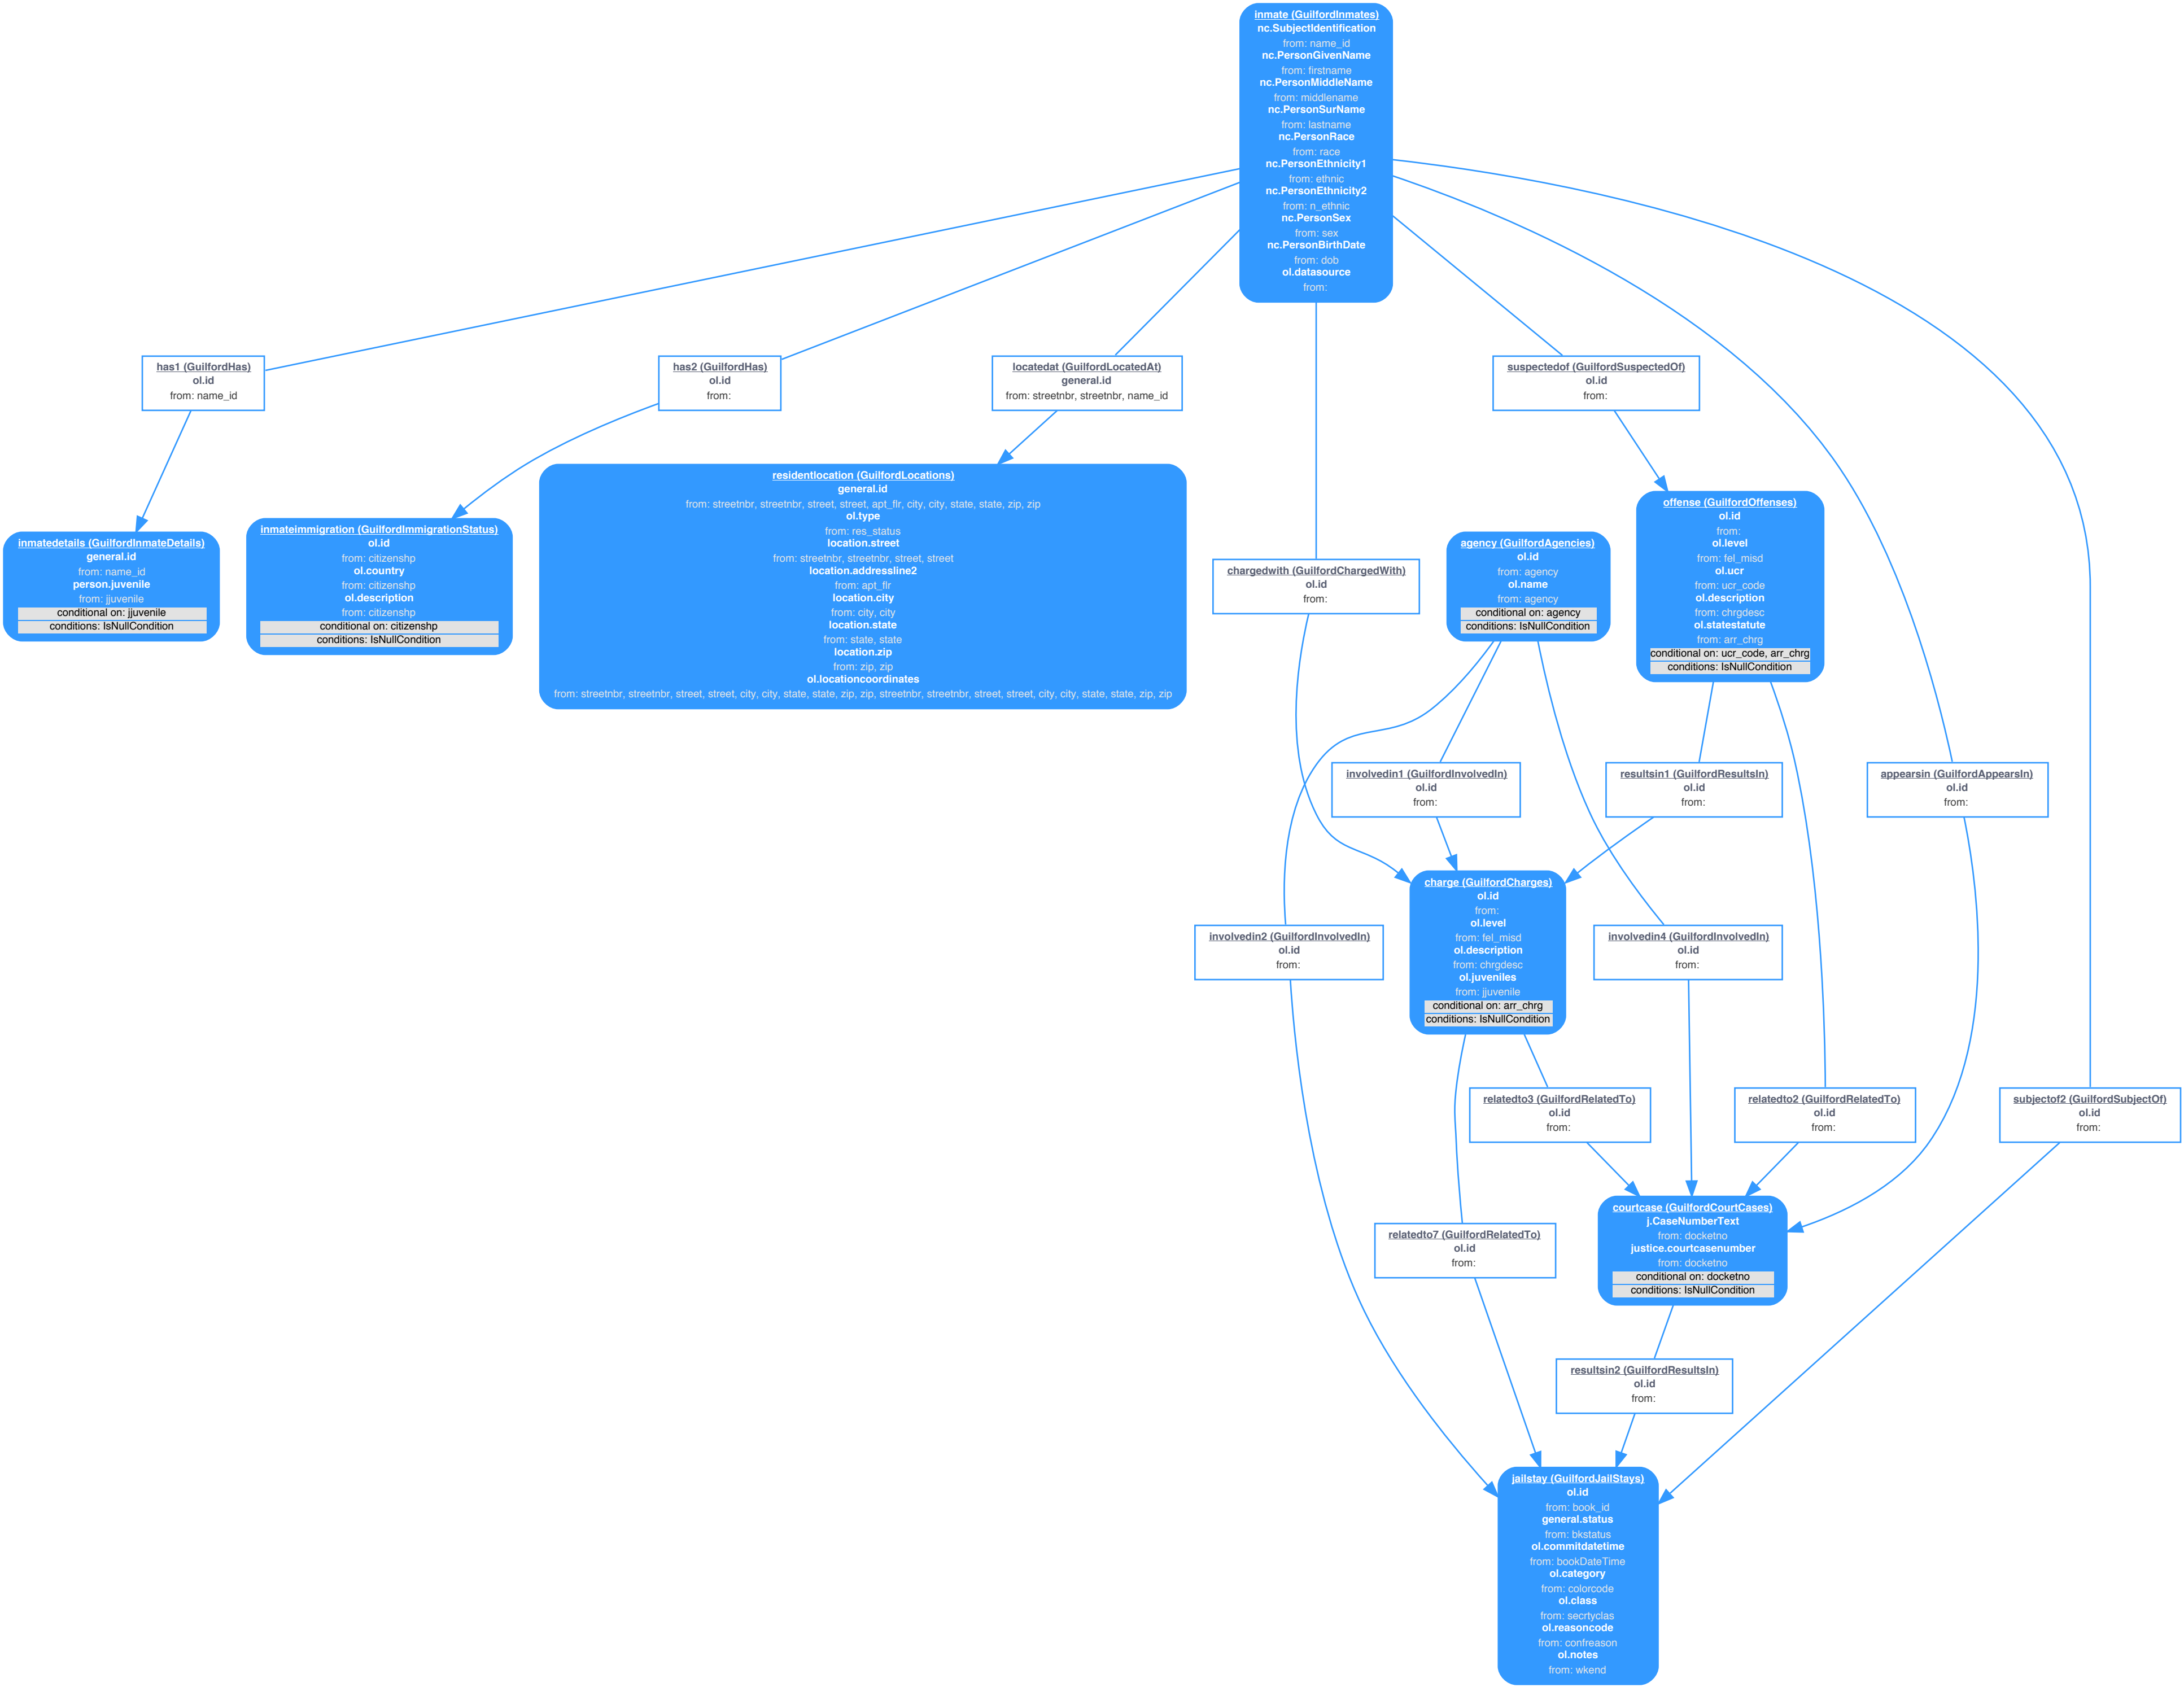 inmate (GuilfordInmates)
nc.SubjectIdentification
from: name_id
nc.PersonGivenName
from: firstname
nc.PersonMiddleName
from: middlename
nc.PersonSurName
from: lastname
nc.PersonRace
from: race
nc.PersonEthnicity1
from: ethnic
nc.PersonEthnicity2
from: n_ethnic
nc.PersonSex
from: sex
nc.PersonBirthDate
from: dob
ol.datasource
from:
has1 (GuilfordHas)
ol.id
from: name_id
has2 (GuilfordHas)
ol.id
from:
locatedat (GuilfordLocatedAt)
general.id
from: streetnbr, streetnbr, name_id
suspectedof (GuilfordSuspectedOf)
ol.id
from:
inmatedetails (GuilfordInmateDetails)
general.id
from: name_id
person.juvenile
from: jjuvenile
conditional on: jjuvenile
conditions: IsNullCondition
inmateimmigration (GuilfordImmigrationStatus)
ol.id
from: citizenshp
ol.country
from: citizenshp
ol.description
from: citizenshp
conditional on: citizenshp
conditions: IsNullCondition
residentlocation (GuilfordLocations)
general.id
from: streetnbr, streetnbr, street, street, apt_flr, city, city, state, state, zip, zip
ol.type
from: res_status
location.street
from: streetnbr, streetnbr, street, street
location.addressline2
from: apt_flr
location.city
from: city, city
location.state
from: state, state
location.zip
from: zip, zip
ol.locationcoordinates
from: streetnbr, streetnbr, street, street, city, city, state, state, zip, zip, streetnbr, streetnbr, street, street, city, city, state, state, zip, zip
chargedwith (GuilfordChargedWith)
ol.id
from:
agency (GuilfordAgencies)
ol.id
from: agency
ol.name
from: agency
conditional on: agency
conditions: IsNullCondition
offense (GuilfordOffenses)
ol.id
from:
ol.level
from: fel_misd
ol.ucr
from: ucr_code
ol.description
from: chrgdesc
ol.statestatute
from: arr_chrg
conditional on: ucr_code, arr_chrg
conditions: IsNullCondition
involvedin1 (GuilfordInvolvedIn)
ol.id
from:
resultsin1 (GuilfordResultsIn)
ol.id
from:
appearsin (GuilfordAppearsIn)
ol.id
from:
charge (GuilfordCharges)
ol.id
from:
ol.level
from: fel_misd
ol.description
from: chrgdesc
ol.juveniles
from: jjuvenile
conditional on: arr_chrg
conditions: IsNullCondition
involvedin2 (GuilfordInvolvedIn)
ol.id
from:
involvedin4 (GuilfordInvolvedIn)
ol.id
from:
relatedto3 (GuilfordRelatedTo)
ol.id
from:
relatedto2 (GuilfordRelatedTo)
ol.id
from:
subjectof2 (GuilfordSubjectOf)
ol.id
from:
relatedto7 (GuilfordRelatedTo)
ol.id
from:
courtcase (GuilfordCourtCases)
j.CaseNumberText
from: docketno
justice.courtcasenumber
from: docketno
conditional on: docketno
conditions: IsNullCondition
resultsin2 (GuilfordResultsIn)
ol.id
from:
jailstay (GuilfordJailStays)
ol.id
from: book_id
general.status
from: bkstatus
ol.commitdatetime
from: bookDateTime
ol.category
from: colorcode
ol.class
from: secrtyclas
ol.reasoncode
from: confreason
ol.notes
from: wkend